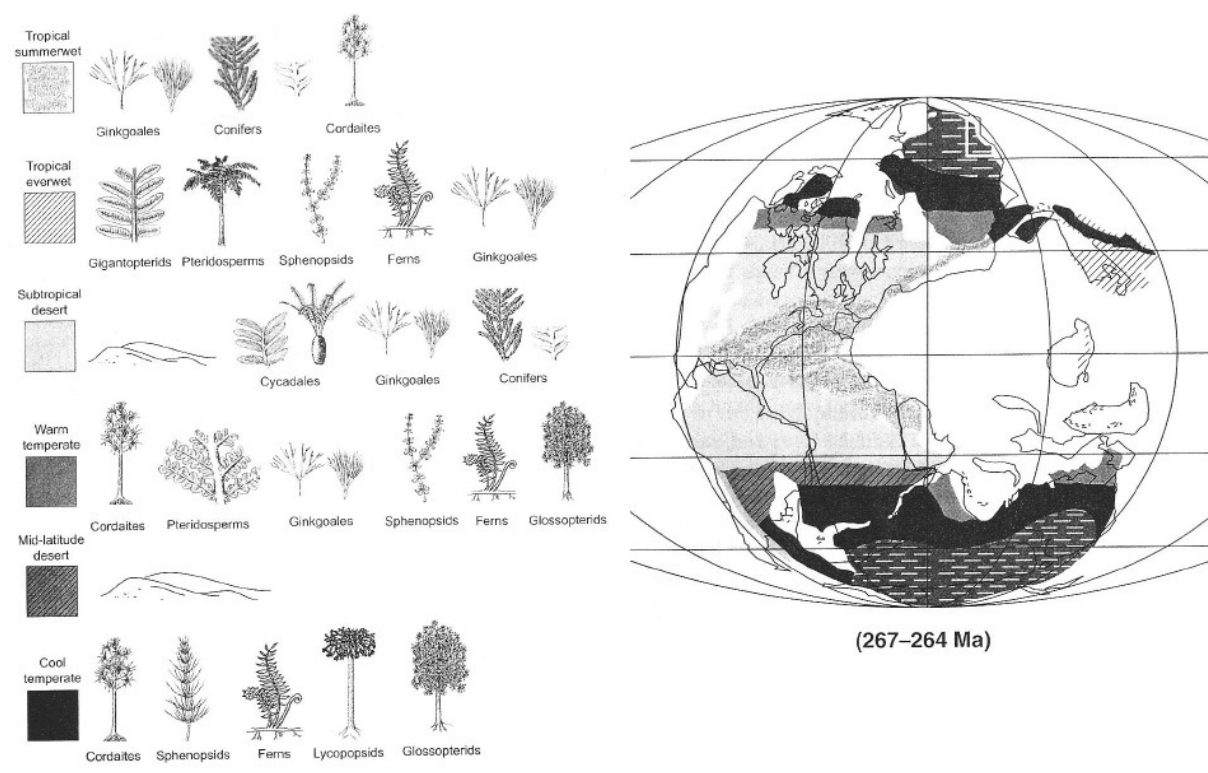 Tropical
summerwet
Ginkgoales Conifers Cordaites
Tropical
everwet
Gigantopterids Pteridosperms Sphenopsids Ferns Ginkgoales
Subtropical
desert
Cycadales Ginkgoales Conifers
Warm
temperate
Cordaites Pteridosperms Ginkgoales Sphenopsids Ferns Glossopterids
Mid-latitude
desert
Cool
temperate
Cordaites Sphenopsids Ferns Lycopopsids Glossopterids
(267–264 Ma)